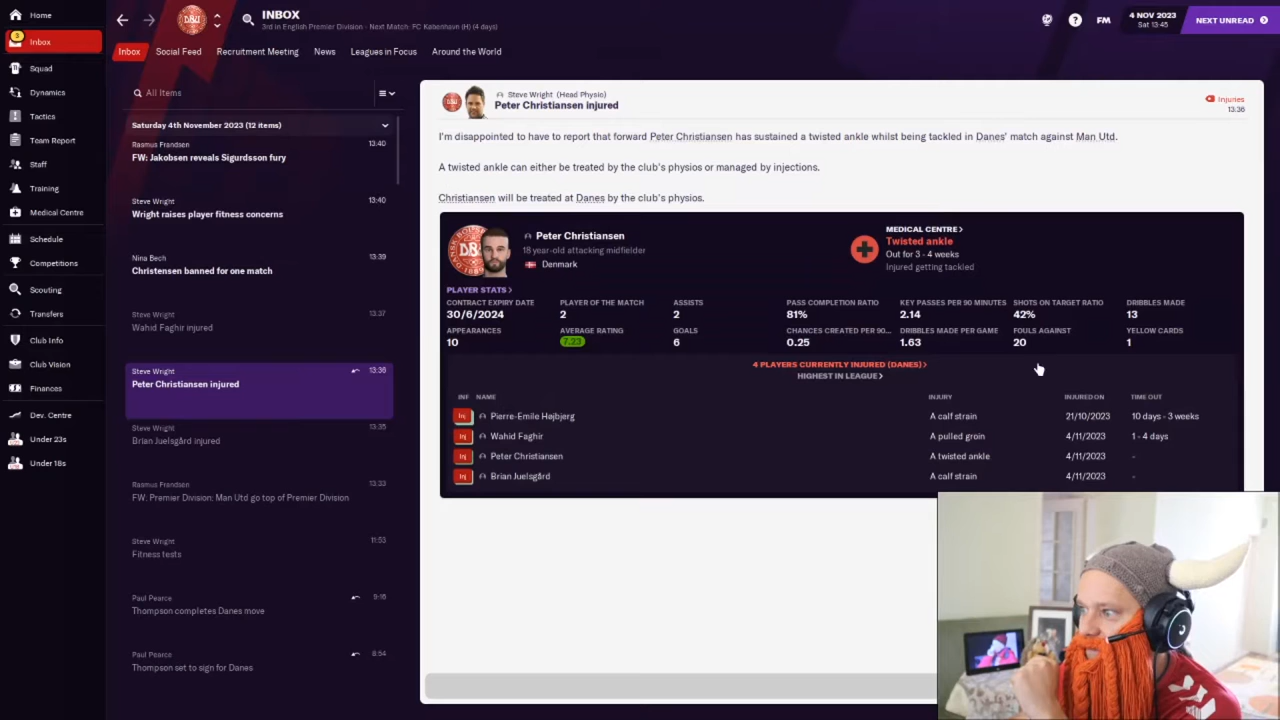 Home
INBOX
3rd in English Premier Division - Next Match: FC København (H) (4 days)
FM
4 NOV 2023
Sat 13:45
NEXT UNREAD
3
Inbox
Squad
Dynamics
Tactics
Team Report
Staff
Training
Medical Centre
Schedule
Competitions
Scouting
Transfers
Club Info
Club Vision
Finances
Dev. Centre
Under 23s
Under 18s
Inbox Social Feed Recruitment Meeting News Leagues in Focus Around the World
All Items
Saturday 4th November 2023 (12 items)
Rasmus Frandsen 13:40
FW: Jakobsen reveals Sigurdsson fury
Steve Wright 13:40
Wright raises player fitness concerns
Nina Bech 13:39
Christensen banned for one match
Steve Wright 13:37
Wahid Faghir injured
Steve Wright 13:36
Peter Christiansen injured
Steve Wright 13:35
Brian Juelsgård injured
Rasmus Frandsen 13:33
FW: Premier Division: Man Utd go top of Premier Division
Steve Wright 11:53
Fitness tests
Paul Pearce 9:16
Thompson completes Danes move
Paul Pearce 8:54
Thompson set to sign for Danes
Steve Wright (Head Physio)
Peter Christiansen injured
Injuries
13:36
I'm disappointed to have to report that forward Peter Christiansen has sustained a twisted ankle whilst being tackled in Danes' match against Man Utd.
A twisted ankle can either be treated by the club's physios or managed by injections.
Christiansen will be treated at Danes by the club's physios.
Peter Christiansen
18 year-old attacking midfielder
Denmark
MEDICAL CENTRE >
Twisted ankle
Out for 3 - 4 weeks
Injured getting tackled
PLAYER STATS >
CONTRACT EXPIRY DATE PLAYER OF THE MATCH ASSISTS PASS COMPLETION RATIO KEY PASSES PER 90 MINUTES SHOTS ON TARGET RATIO DRIBBLES MADE
30/6/2024 2 2 81% 2.14 42% 13
APPEARANCES AVERAGE RATING GOALS CHANCES CREATED PER 90... DRIBBLES MADE PER GAME FOULS AGAINST YELLOW CARDS
10 7.23 6 0.25 1.63 20 1
4 PLAYERS CURRENTLY INJURED (DANES) >
HIGHEST IN LEAGUE >
INF NAME INJURY INJURED ON TIME OUT
Inj Pierre-Emile Højbjerg A calf strain 21/10/2023 10 days - 3 weeks
Inj Wahid Faghir A pulled groin 4/11/2023 1 - 4 days
Inj Peter Christiansen A twisted ankle 4/11/2023 -
Inj Brian Juelsgård A calf strain 4/11/2023 -